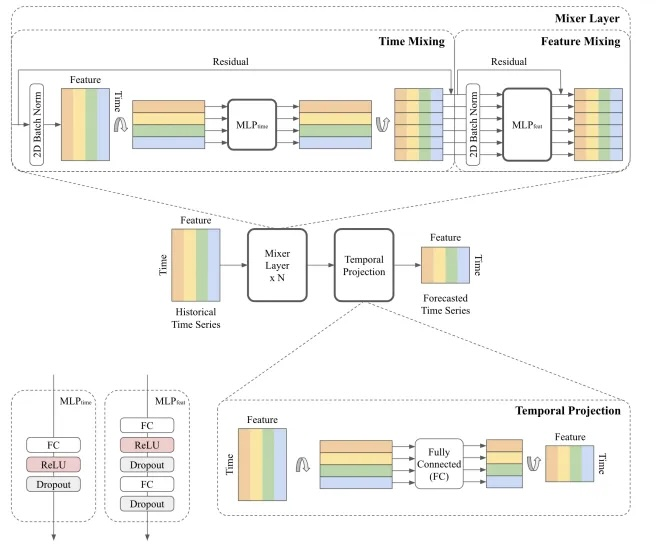 Mixer Layer
Time Mixing
Feature Mixing
Residual
Residual
2D Batch Norm
Feature
Time
MLPtime
2D Batch Norm
MLPfeat
Feature
Time
Historical
Time Series
Mixer
Layer
x N
Temporal
Projection
Feature
Time
Forecasted
Time Series
MLPtime
FC
ReLU
Dropout
MLPfeat
FC
ReLU
Dropout
FC
Dropout
Temporal Projection
Feature
Time
Fully
Connected
(FC)
Feature
Time